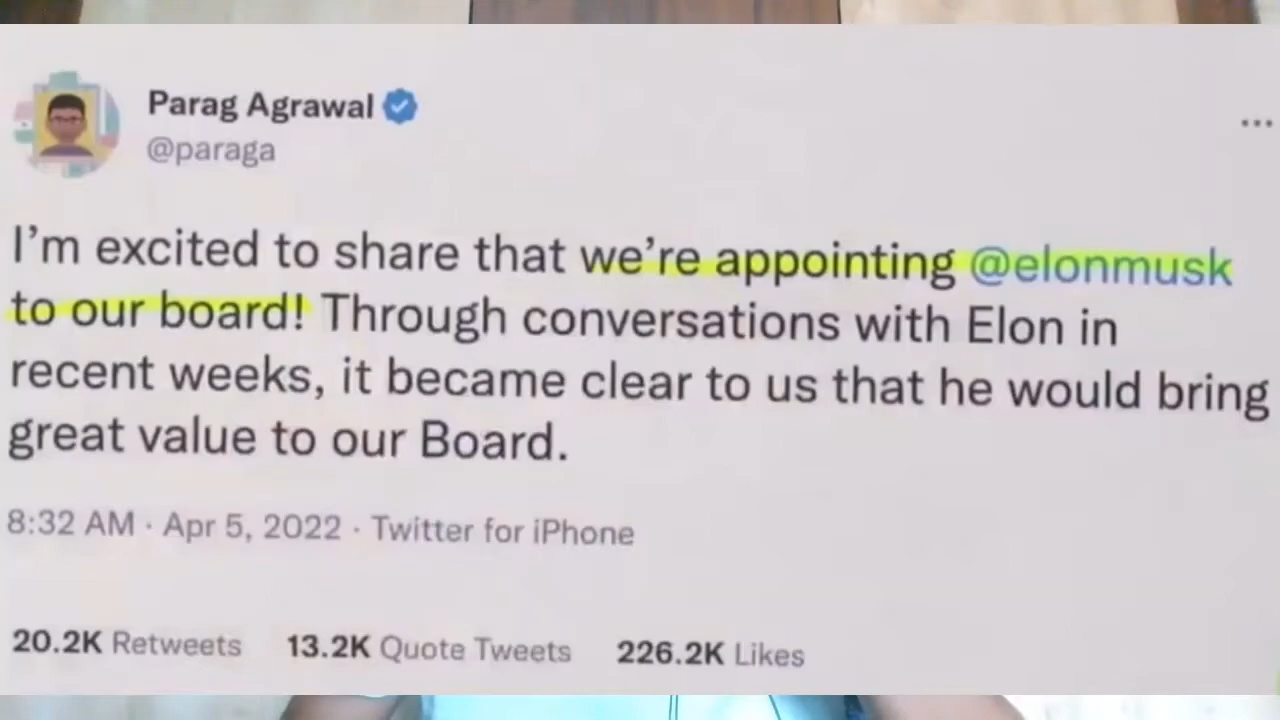 Parag Agrawal
@paraga
I'm excited to share that we're appointing @elonmusk
to our board! Through conversations with Elon in
recent weeks, it became clear to us that he would bring
great value to our Board.
8:32 AM · Apr 5, 2022 · Twitter for iPhone
20.2K Retweets 13.2K Quote Tweets 226.2K Likes